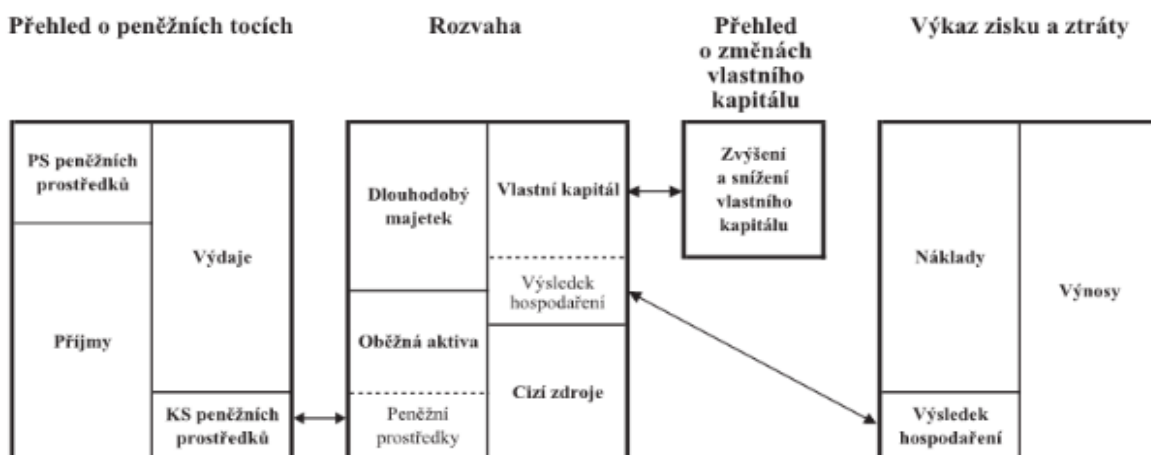 Přehled o peněžních tocích
Rozvaha
Přehled
o změnách
vlastního
kapitálu
Výkaz zisku a ztráty
PS peněžních
prostředků
Výdaje
Příjmy
KS peněžních
prostředků
Dlouhodobý
majetek
Vlastní kapitál
Výsledek
hospodaření
Oběžná aktiva
Cizí zdroje
Peněžní
prostředky
Zvýšení
a snížení
vlastního
kapitálu
Náklady
Výnosy
Výsledek
hospodaření